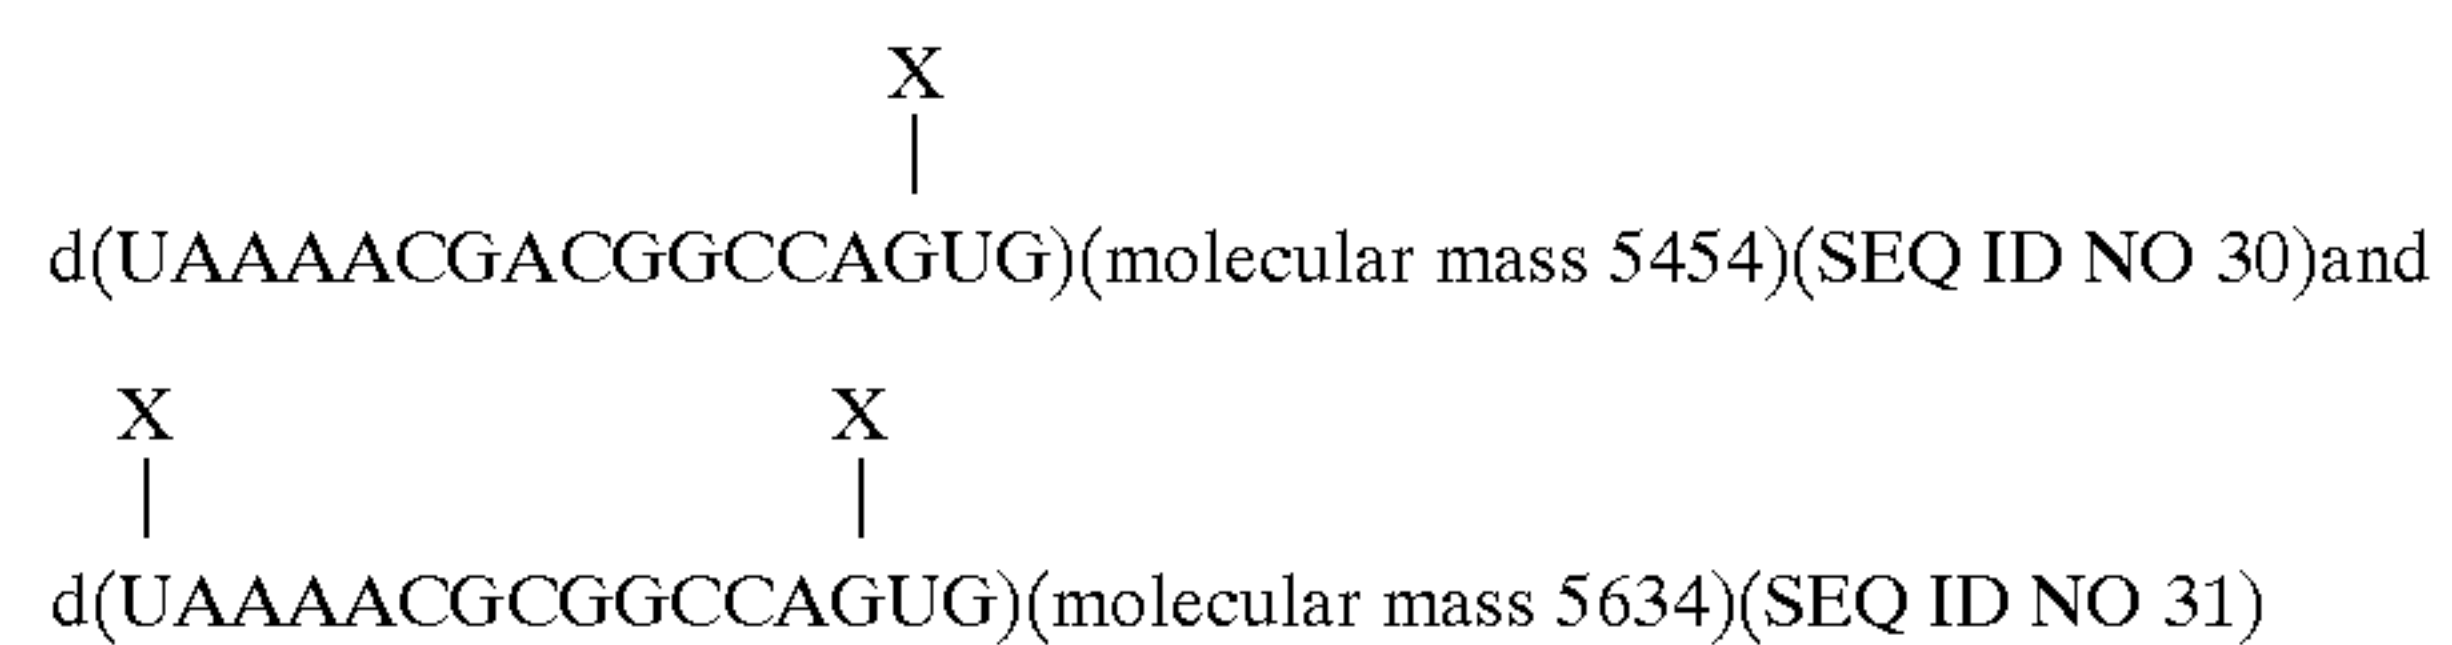 X
|
d(UAAAACGACGGCCAGUG)(molecular mass 5454)(SEQ ID NO 30)and
X X
| |
d(UAAAACGCGGCCAGUG)(molecular mass 5634)(SEQ ID NO 31)